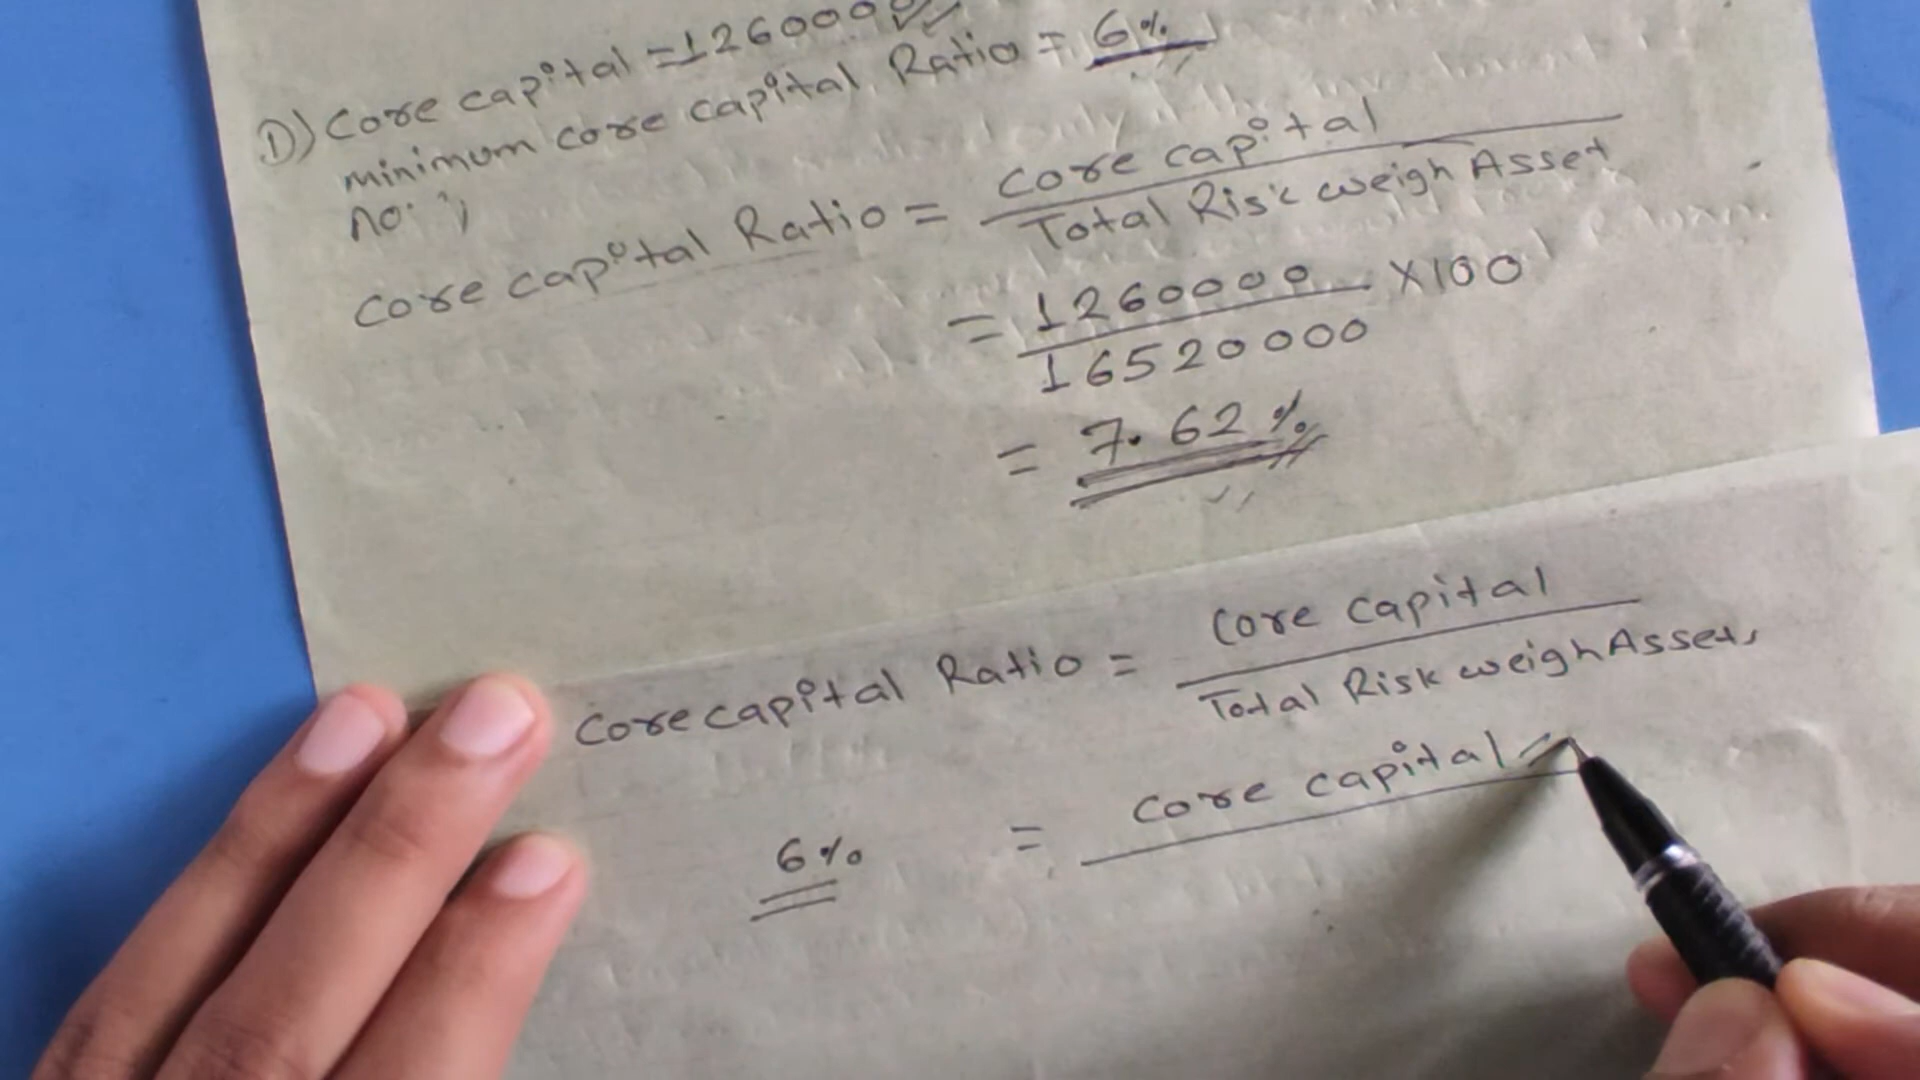 D) Core capital = 1260000
minimum core capital Ratio = 6%
no.
core capital Ratio = core capital
Total Risk weigh Asset
= 1260000 X100
16520000
= 7.62%
core capital Ratio = core capital
Total Risk weigh Assets
6% = core capital